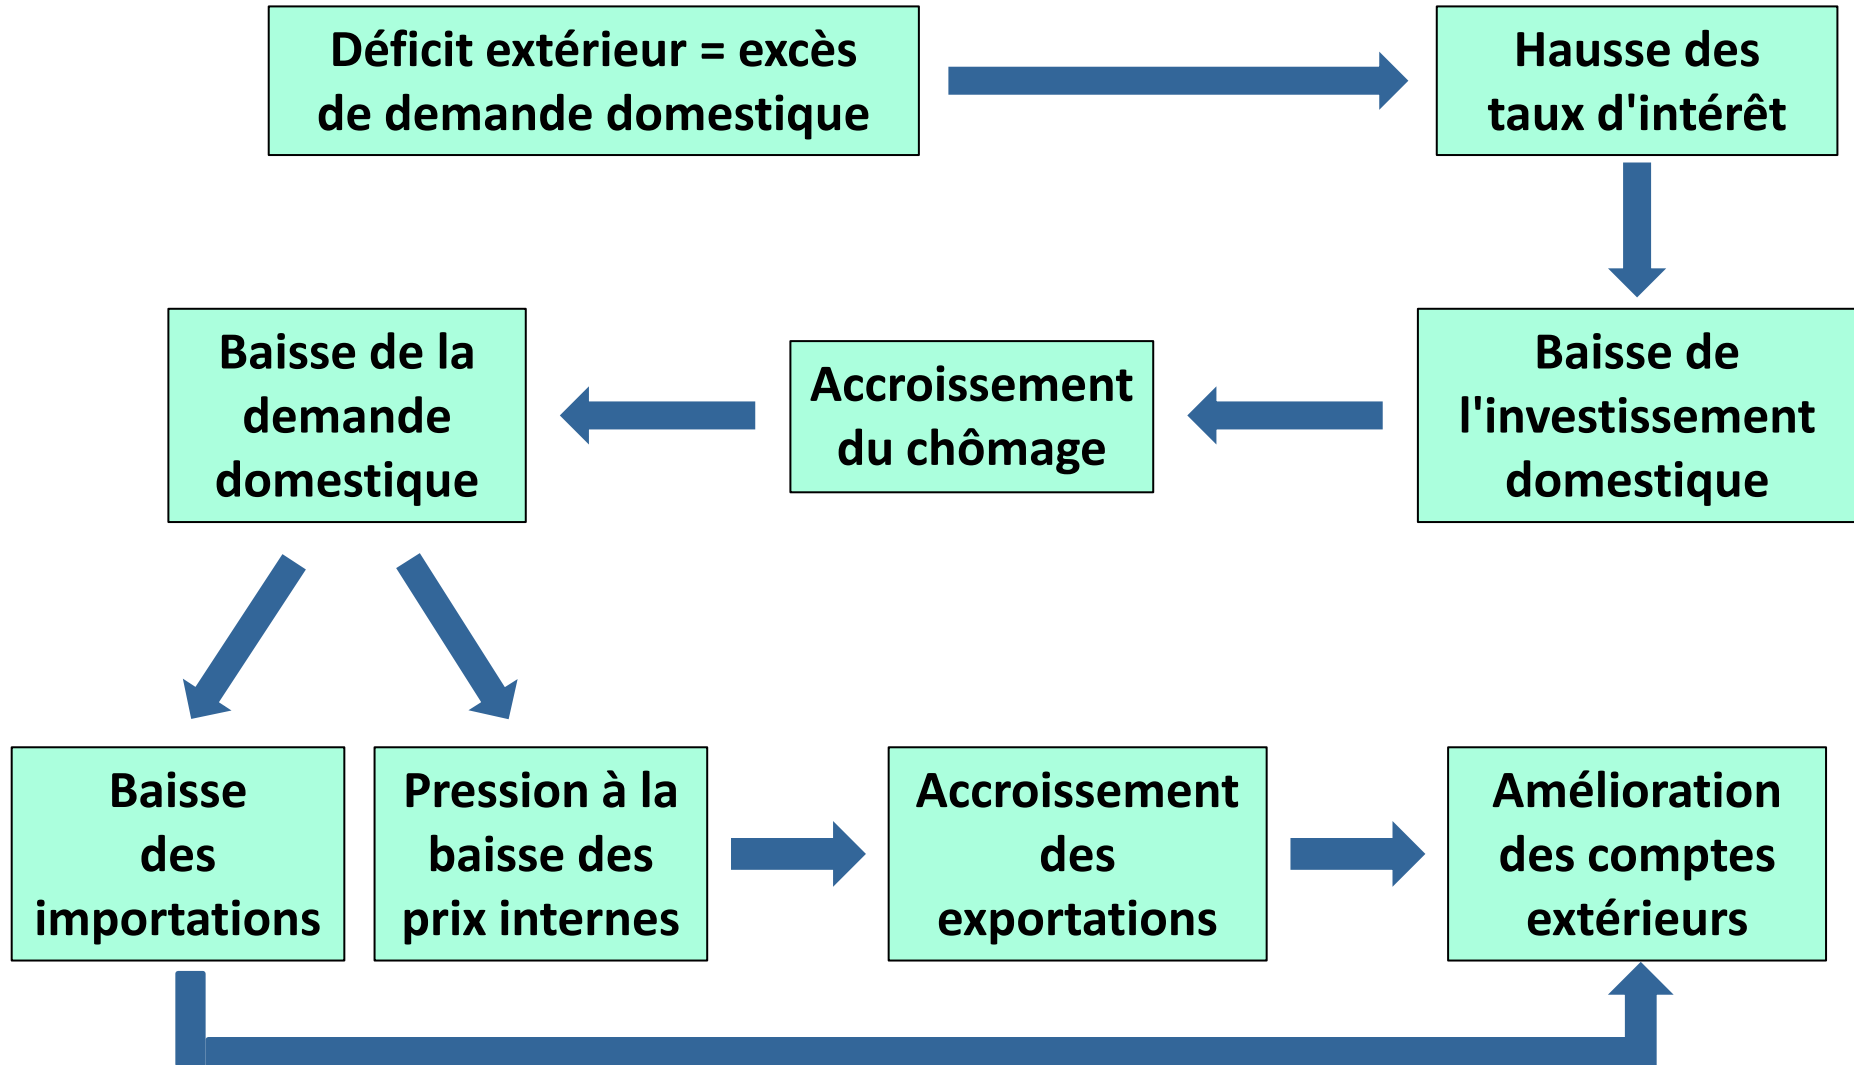 Déficit extérieur = excès
de demande domestique
Hausse des
taux d'intérêt
Baisse de la
demande
domestique
Accroissement
du chômage
Baisse de
l'investissement
domestique
Baisse
des
importations
Pression à la
baisse des
prix internes
Accroissement
des
exportations
Amélioration
des comptes
extérieurs